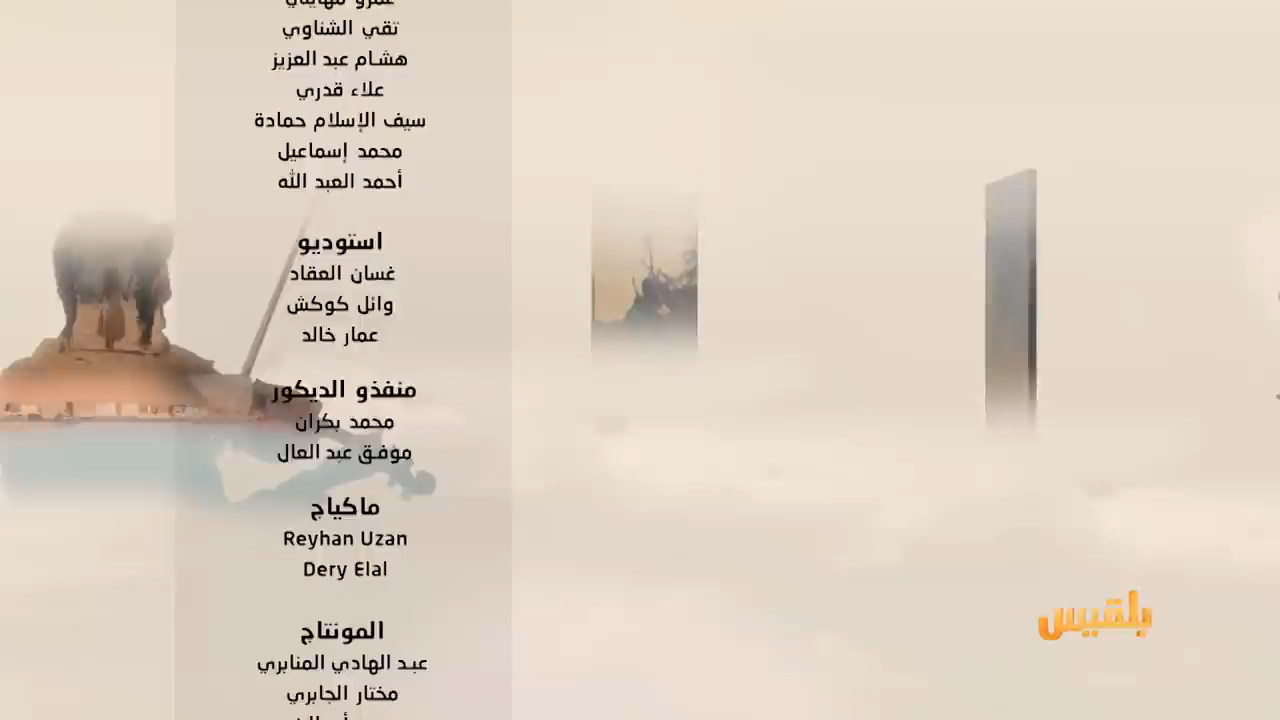 تقي الشناوي
هشام عبد العزيز
علاء قدري
سيف الإسلام حمادة
محمد إسماعيل
أحمد العبد الله
استوديو
غسان العقاد
وائل كوكش
عمار خالد
منفذو الديكور
محمد بكران
موفق عبد العال
ماكياج
Reyhan Uzan
Dery Elal
المونتاج
عبد الهادي المنابري
مختار الجابري
بلقيس